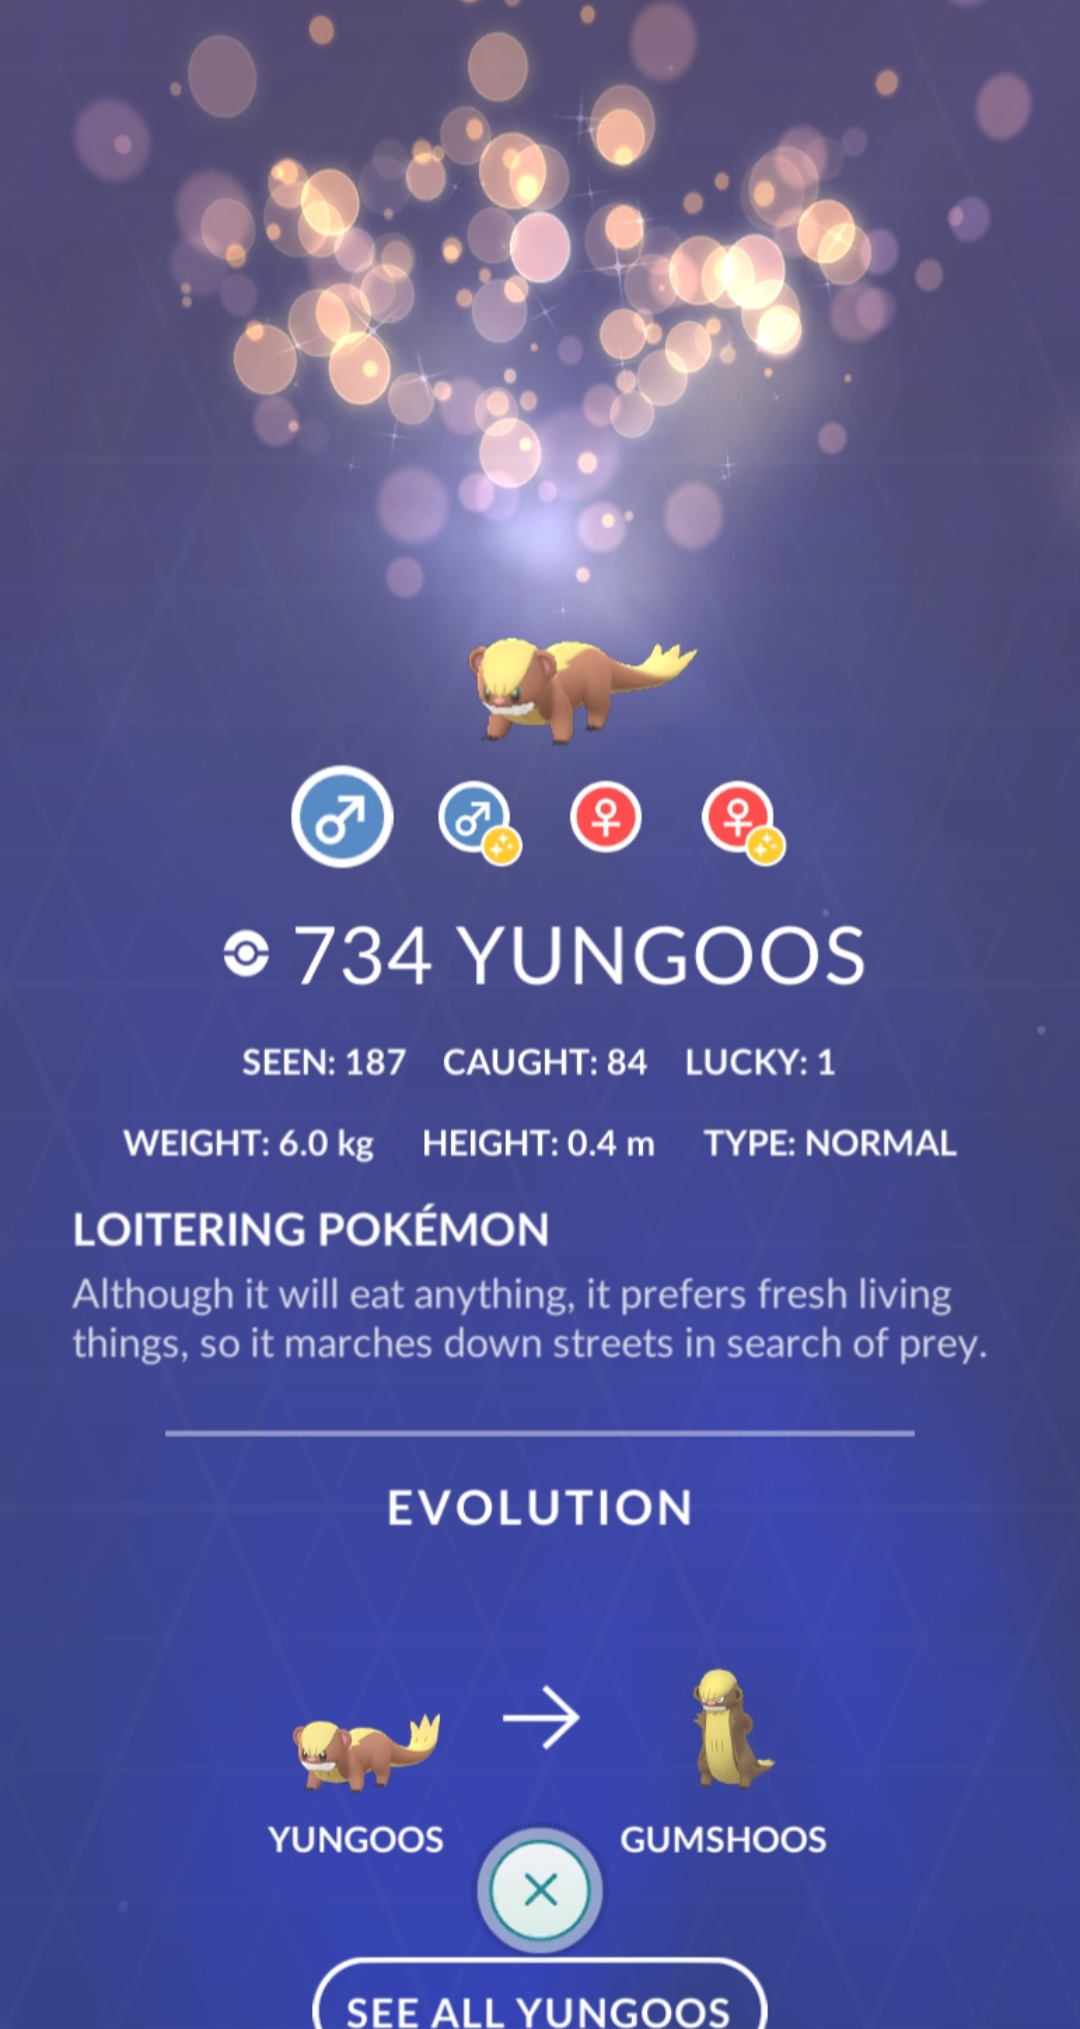 734 YUNGOOS
SEEN: 187 CAUGHT: 84 LUCKY: 1
WEIGHT: 6.0 kg HEIGHT: 0.4 m TYPE: NORMAL
LOITERING POKÉMON
Although it will eat anything, it prefers fresh living
things, so it marches down streets in search of prey.
EVOLUTION
YUNGOOS GUMSHOOS
SEE ALL YUNGOOS